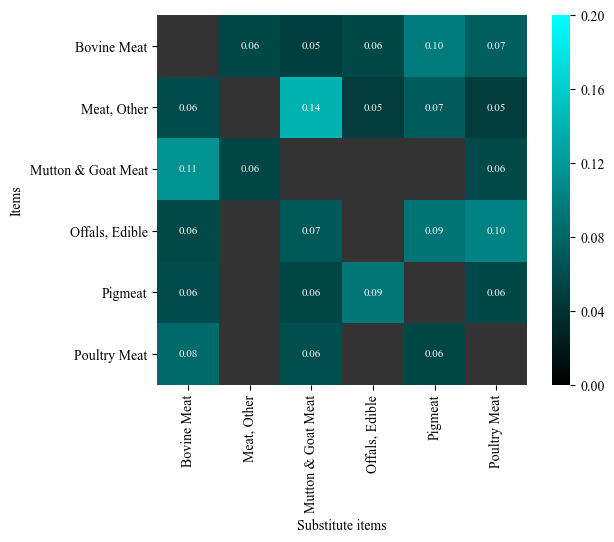 0.20
Bovine Meat 0.06 0.05 0.06 0.10 0.07
0.16
Meat, Other 0.06 0.14 0.05 0.07 0.05
0.12
Mutton & Goat Meat 0.11 0.06 0.06
Items
0.08
Offals, Edible 0.06 0.07 0.09 0.10
Pigmeat 0.06 0.06 0.09 0.06
0.04
Poultry Meat 0.08 0.06 0.06
0.00
Bovine Meat
Meat, Other
Mutton & Goat Meat
Offals, Edible
Pigmeat
Poultry Meat
Substitute items